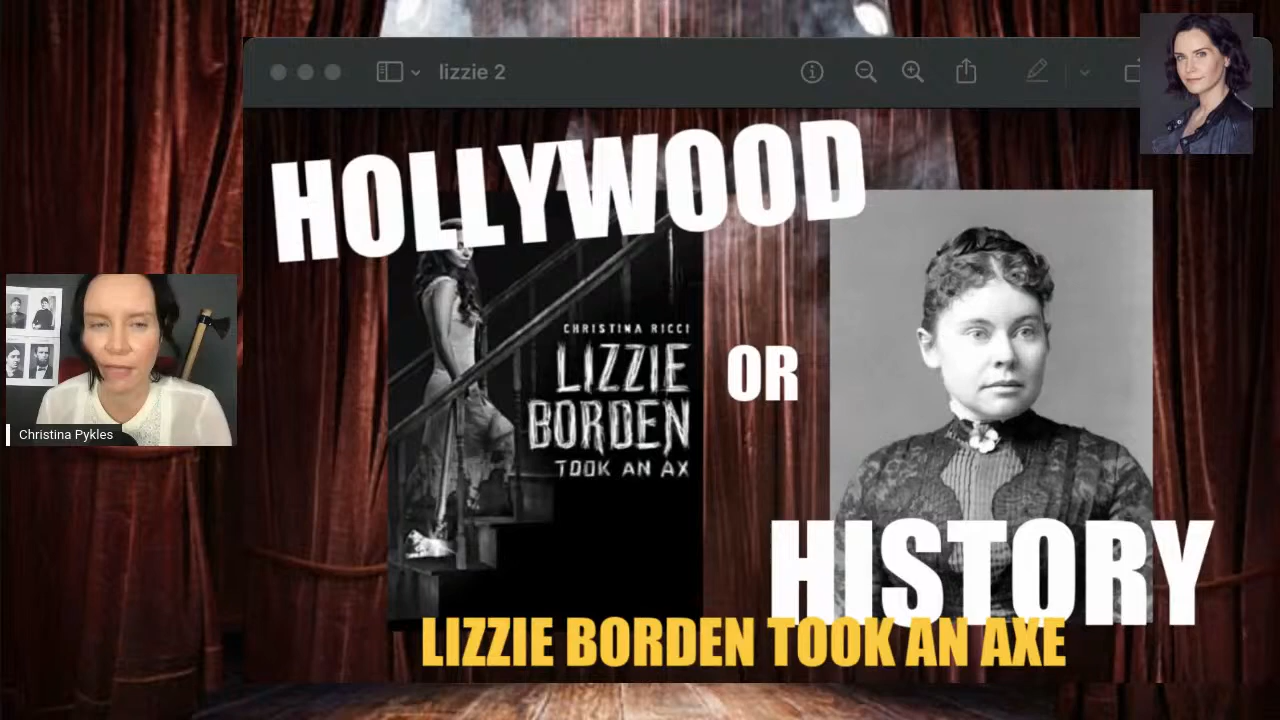 lizzie 2
HOLLYWOOD
CHRISTINA RICCI
LIZZIE
BORDEN
TOOK AN AX
OR
Christina Pykles
HISTORY
LIZZIE BORDEN TOOK AN AXE